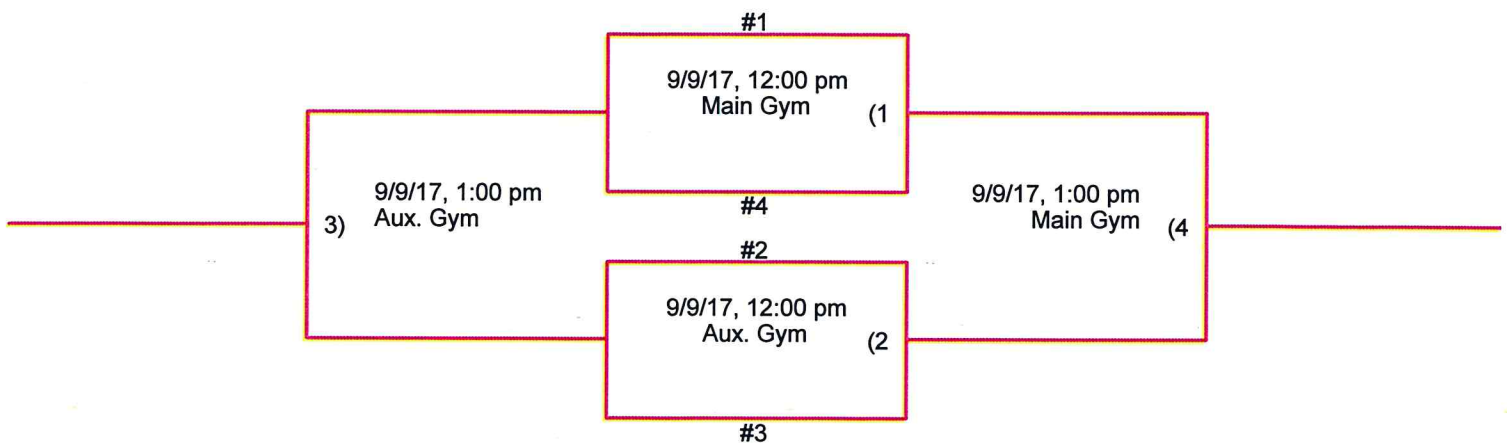 #1
9/9/17, 12:00 pm
Main Gym
(1
#4
9/9/17, 1:00 pm
Aux. Gym
3)
9/9/17, 1:00 pm
Main Gym
(4
#2
9/9/17, 12:00 pm
Aux. Gym
(2
#3